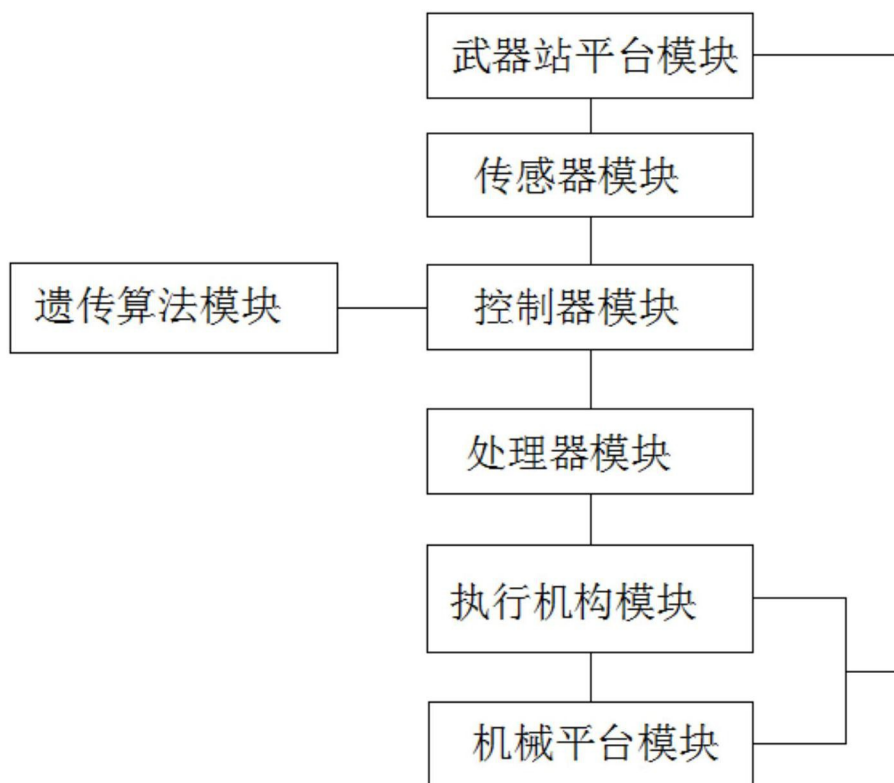 武器站平台模块
传感器模块
遗传算法模块
控制器模块
处理器模块
执行机构模块
机械平台模块